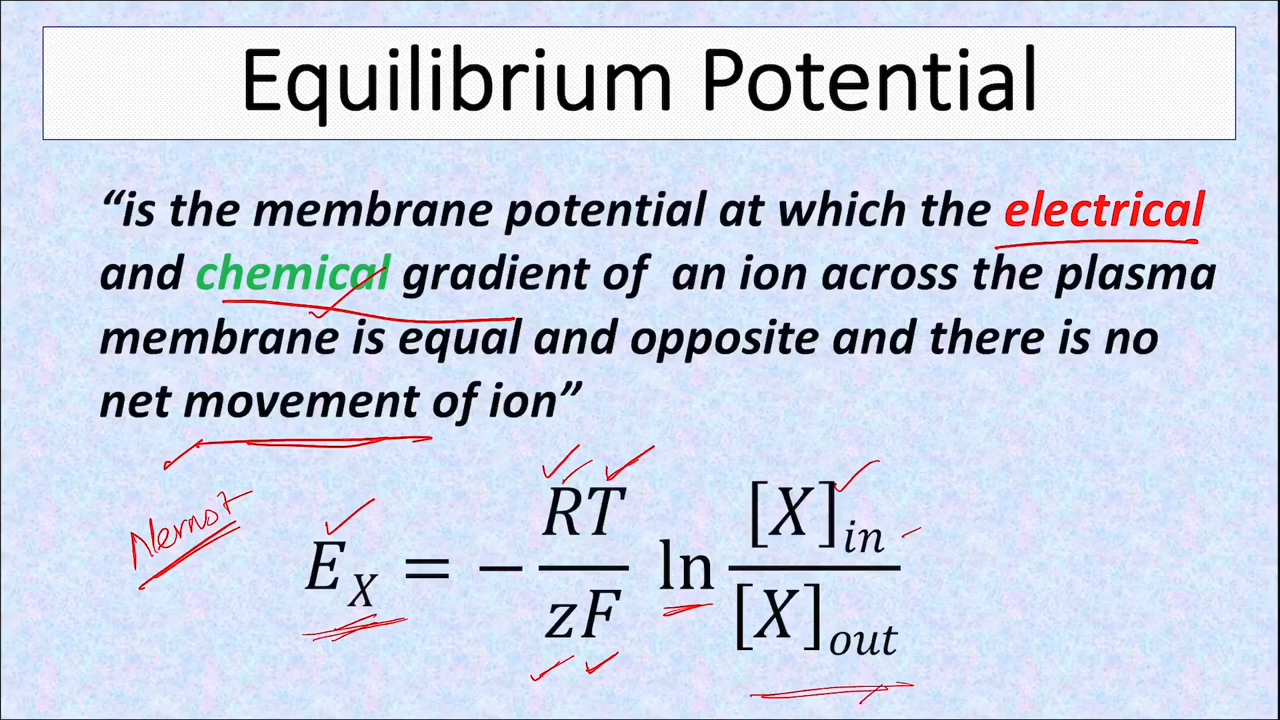 Equilibrium Potential
“is the membrane potential at which the electrical
and chemical gradient of an ion across the plasma
membrane is equal and opposite and there is no
net movement of ion”
Nernst
E_X = − RT/zF ln [X]_in/[X]_out